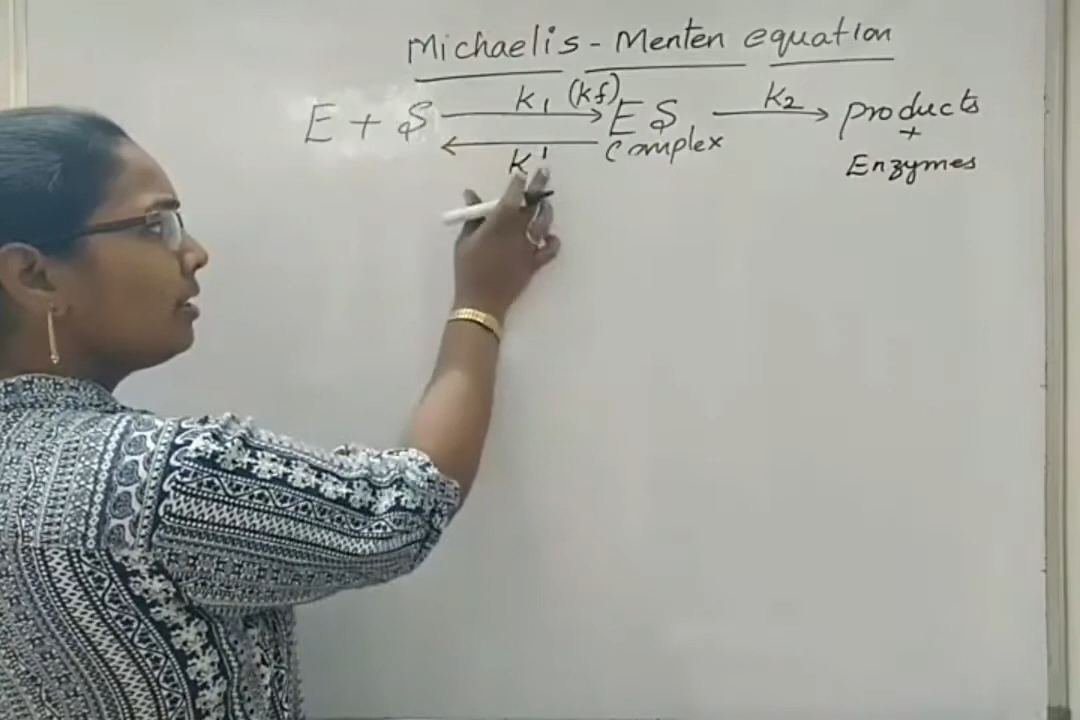 Michaelis - Menten equation
E + S K1 (Kf) ES K2 products
K' complex +
Enzymes